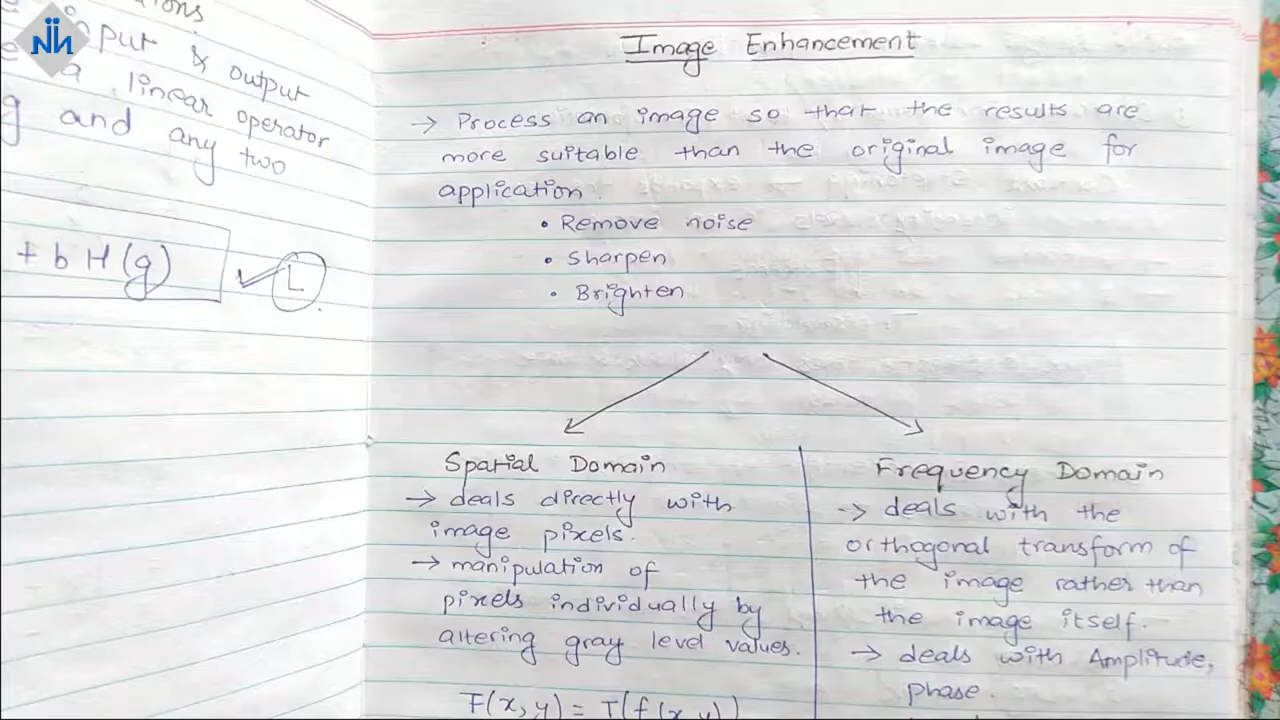 put & output
a linear operator
g and any two
+ b H(g)
L
Image Enhancement
→ Process an image so that the results are
more suitable than the original image for
application.
• Remove noise
• Sharpen
• Brighten
Spatial Domain
→ deals directly with
image pixels.
→ manipulation of
pixels individually by
altering gray level values.
F(x,y) = T(f(x,y))
Frequency Domain
→ deals with the
orthogonal transform of
the image rather than
the image itself.
→ deals with Amplitude,
phase.